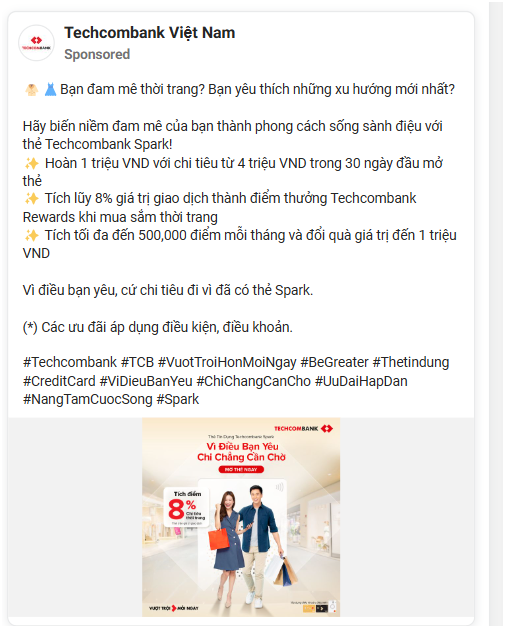 Techcombank Việt Nam
Sponsored
TECHCOMBANK
Bạn đam mê thời trang? Bạn yêu thích những xu hướng mới nhất?
Hãy biến niềm đam mê của bạn thành phong cách sống sành điệu với
thẻ Techcombank Spark!
✨ Hoàn 1 triệu VND với chi tiêu từ 4 triệu VND trong 30 ngày đầu mở
thẻ
✨ Tích lũy 8% giá trị giao dịch thành điểm thưởng Techcombank
Rewards khi mua sắm thời trang
✨ Tích tối đa đến 500,000 điểm mỗi tháng và đổi quà giá trị đến 1 triệu
VND
Vì điều bạn yêu, cứ chi tiêu đi vì đã có thẻ Spark.
(*) Các ưu đãi áp dụng điều kiện, điều khoản.
#Techcombank #TCB #VuotTroiHonMoiNgay #BeGreater #Thetindung
#CreditCard #ViDieuBanYeu #ChiChangCanCho #UuDaiHapDan
#NangTamCuocSong #Spark
TECHCOMBANK
Thẻ Tín Dụng Techcombank Spark
Vì Điều Bạn Yêu
Chi Chẳng Cần Chờ
MỞ THẺ NGAY
Tích điểm
8%
Chi tiêu
thời trang
VƯỢT TRỘI MỖI NGÀY